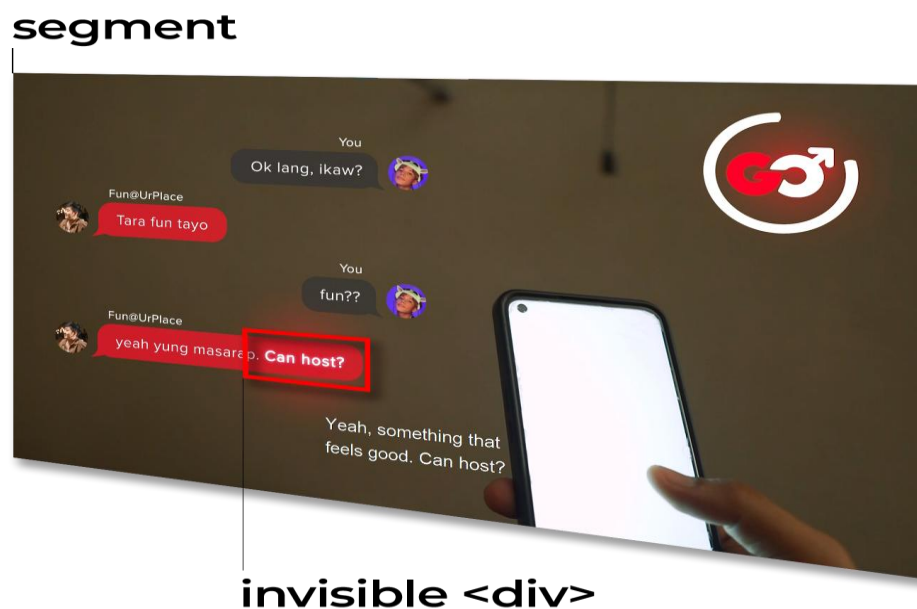 segment
You
Ok lang, ikaw?
Fun@UrPlace
Tara fun tayo
You
fun??
Fun@UrPlace
yeah yung masarap. Can host?
Yeah, something that
feels good. Can host?
GO
invisible <div>